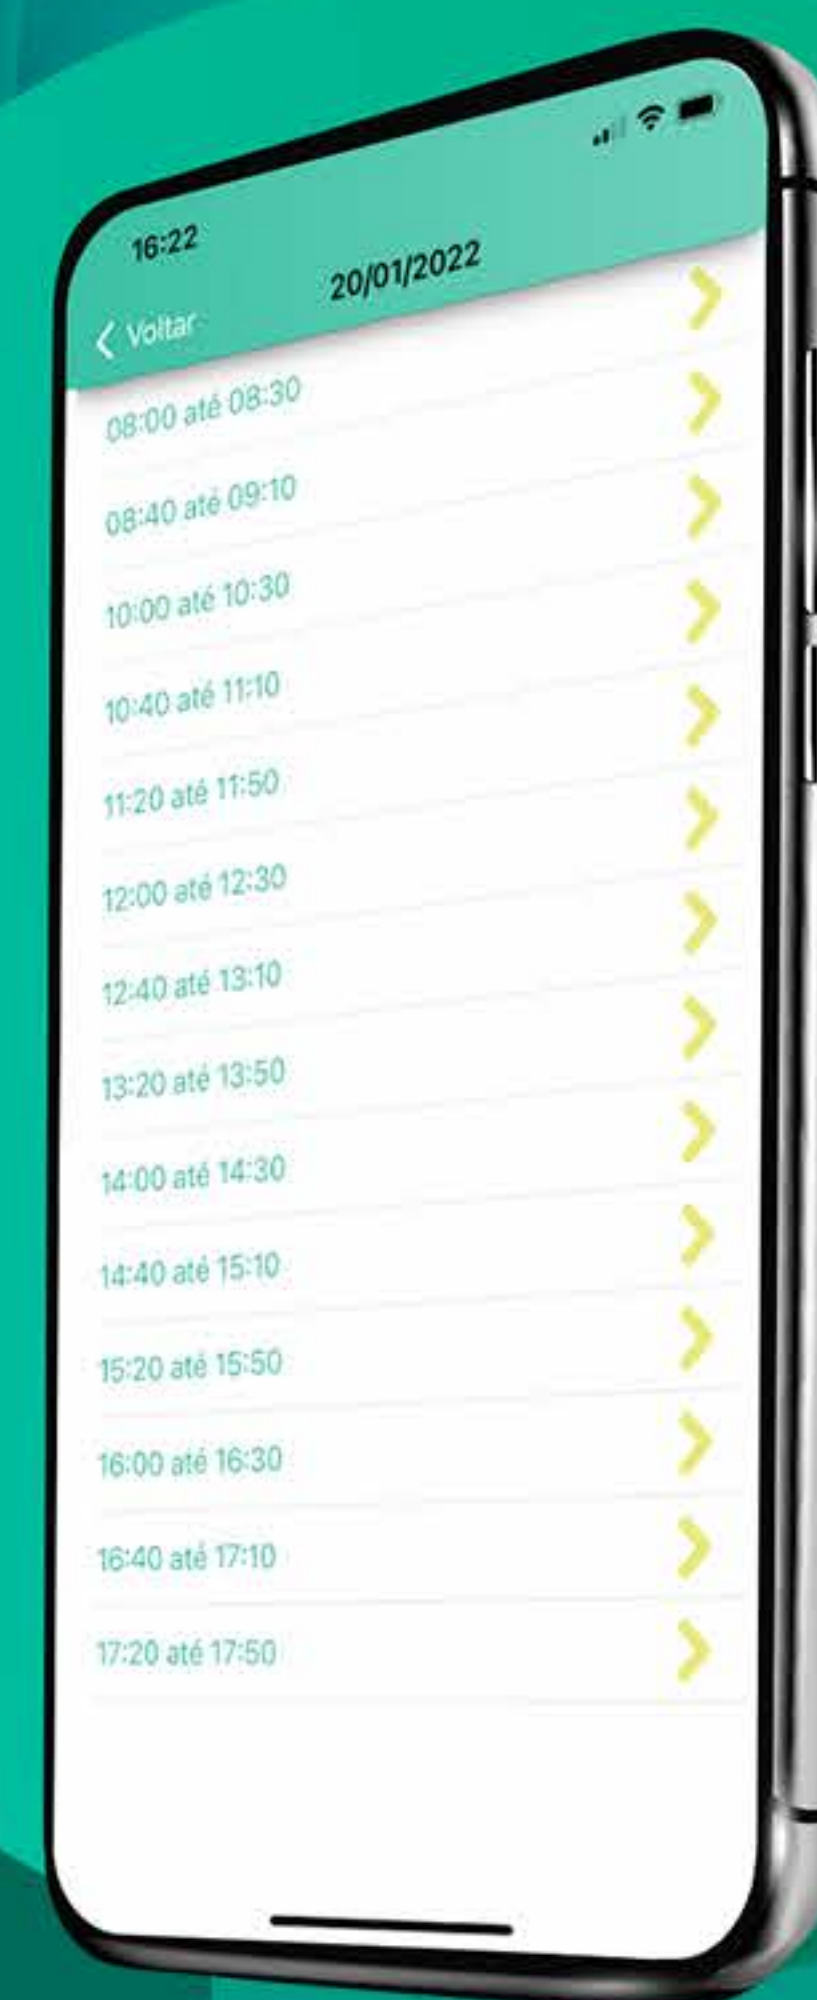 16:22
20/01/2022
Voltar
08:00 até 08:30
08:40 até 09:10
10:00 até 10:30
10:40 até 11:10
11:20 até 11:50
12:00 até 12:30
12:40 até 13:10
13:20 até 13:50
14:00 até 14:30
14:40 até 15:10
15:20 até 15:50
16:00 até 16:30
16:40 até 17:10
17:20 até 17:50